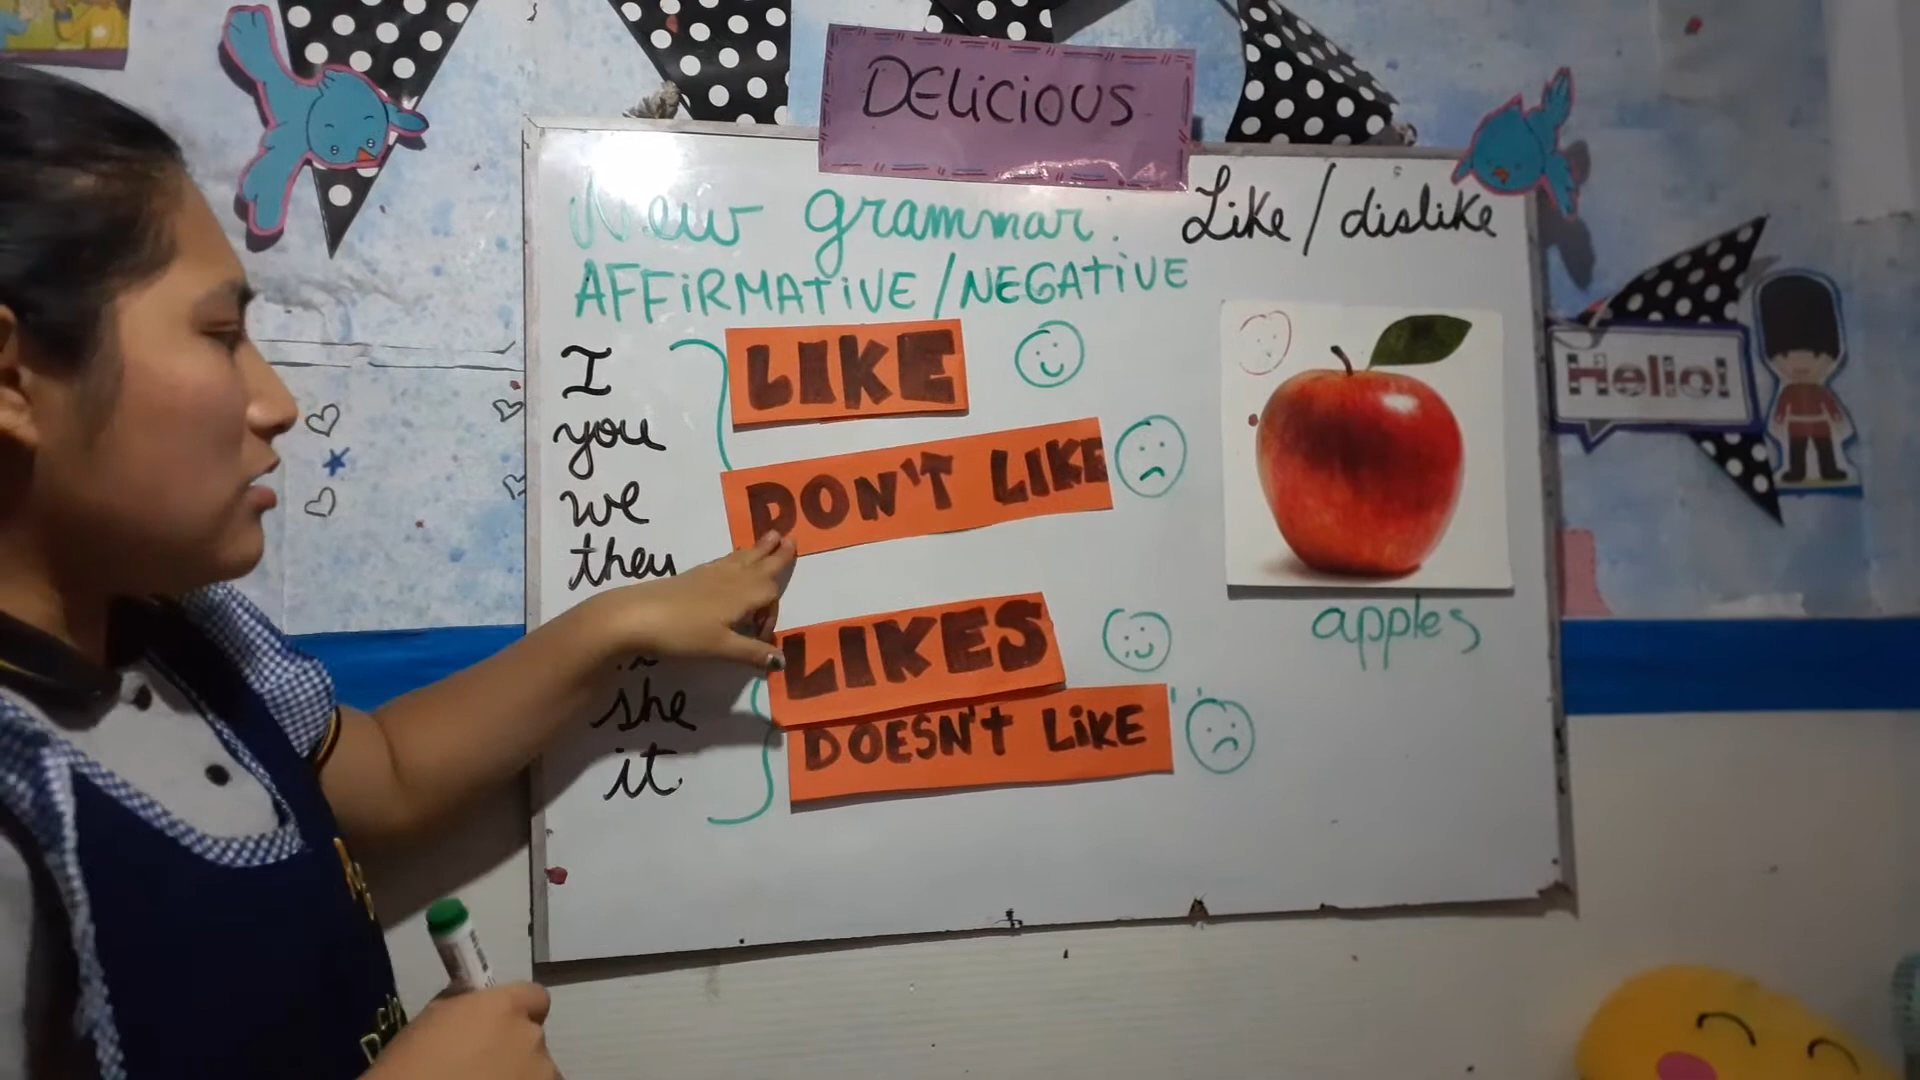 DELicioUS
New grammar. Like/dislike
AFFiRMAtiVE/NEGAtiVE
I
LIKE
you
we
DON'T LIKE
they
LIKES
she
DOESN't LiKE
it
apples
Hello!